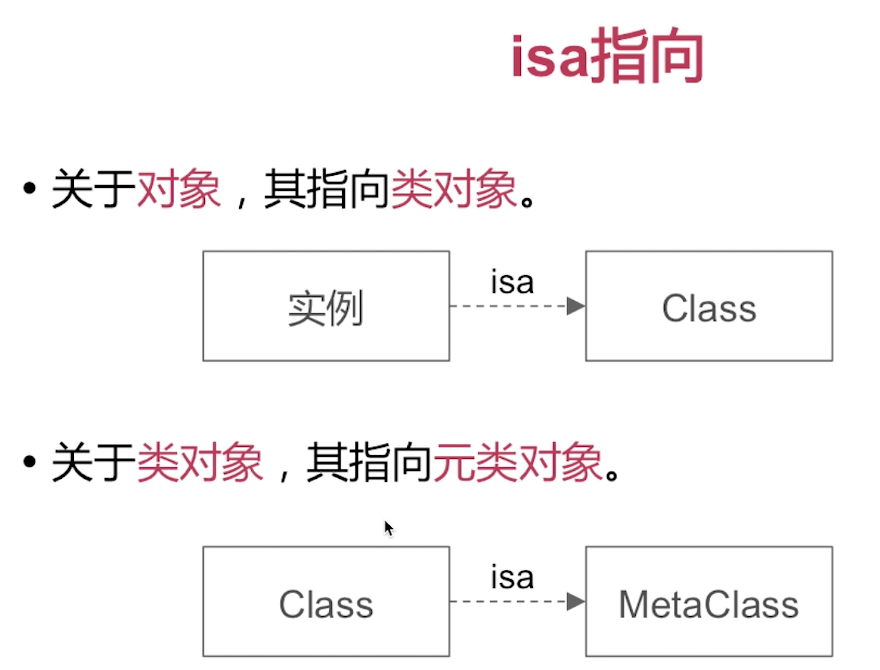 isa指向
• 关于对象，其指向类对象。
isa
实例
Class
• 关于类对象，其指向元类对象。
isa
Class
MetaClass